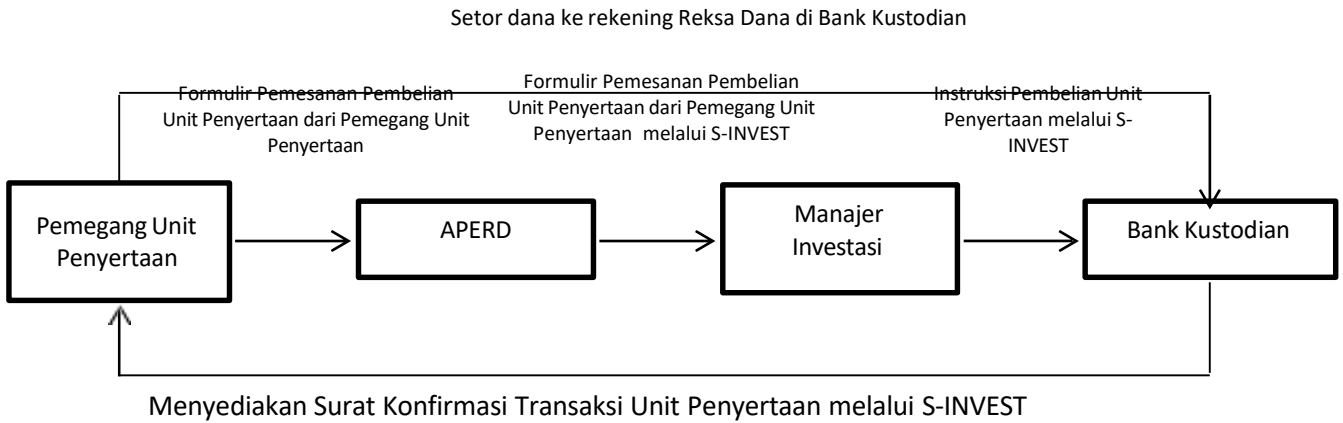 Setor dana ke rekening Reksa Dana di Bank Kustodian
Formulir Pemesanan Pembelian
Unit Penyertaan dari Pemegang Unit
Penyertaan
Formulir Pemesanan Pembelian
Unit Penyertaan dari Pemegang Unit
Penyertaan melalui S-INVEST
Instruksi Pembelian Unit
Penyertaan melalui S-
INVEST
Pemegang Unit
Penyertaan
APERD
Manajer
Investasi
Bank Kustodian
Menyediakan Surat Konfirmasi Transaksi Unit Penyertaan melalui S-INVEST